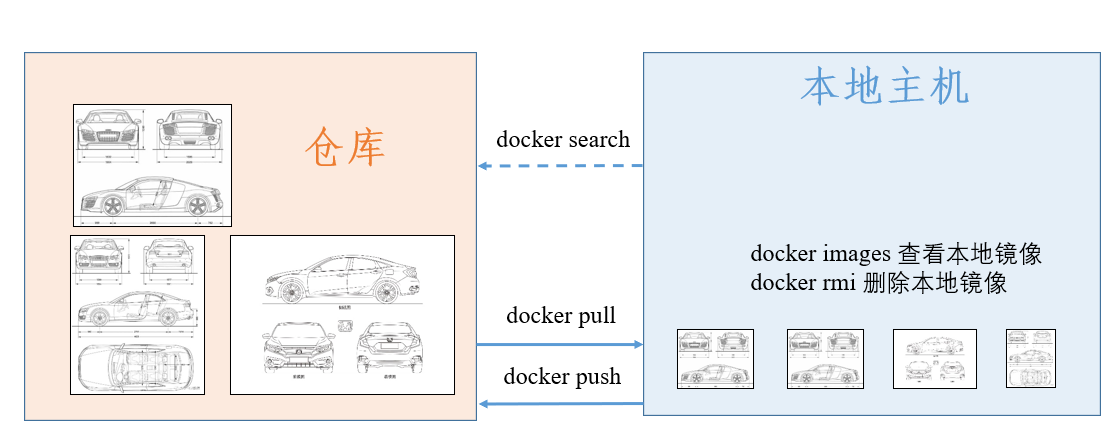 本地主机
仓库
docker search
docker images 查看本地镜像
docker rmi 删除本地镜像
docker pull
docker push